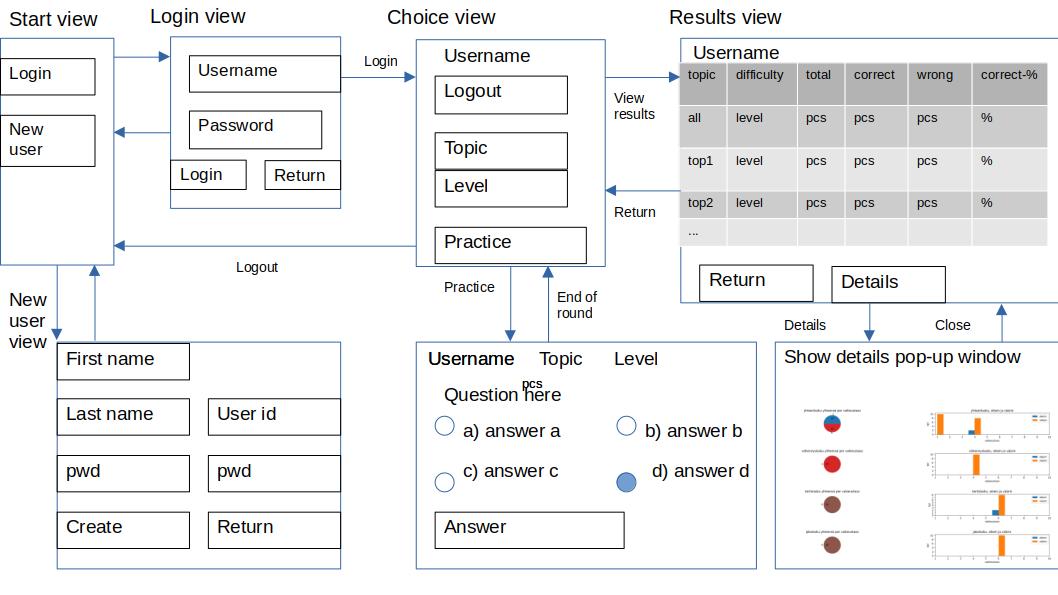 Start view
Login view
Choice view
Results view
Login
New
user
Username
Password
Login
Return
Login
Username
Logout
Topic
Level
Practice
View
results
Return
Username
topic difficulty total correct wrong correct-%
all level pcs pcs pcs %
top1 level pcs pcs pcs %
top2 level pcs pcs pcs %
...
Return
Details
Logout
New
user
view
Practice
End of
round
Details
Close
First name
Last name
User id
pwd
pwd
Create
Return
Username Topic Level
pcs
Question here
a) answer a
b) answer b
c) answer c
d) answer d
Answer
Show details pop-up window